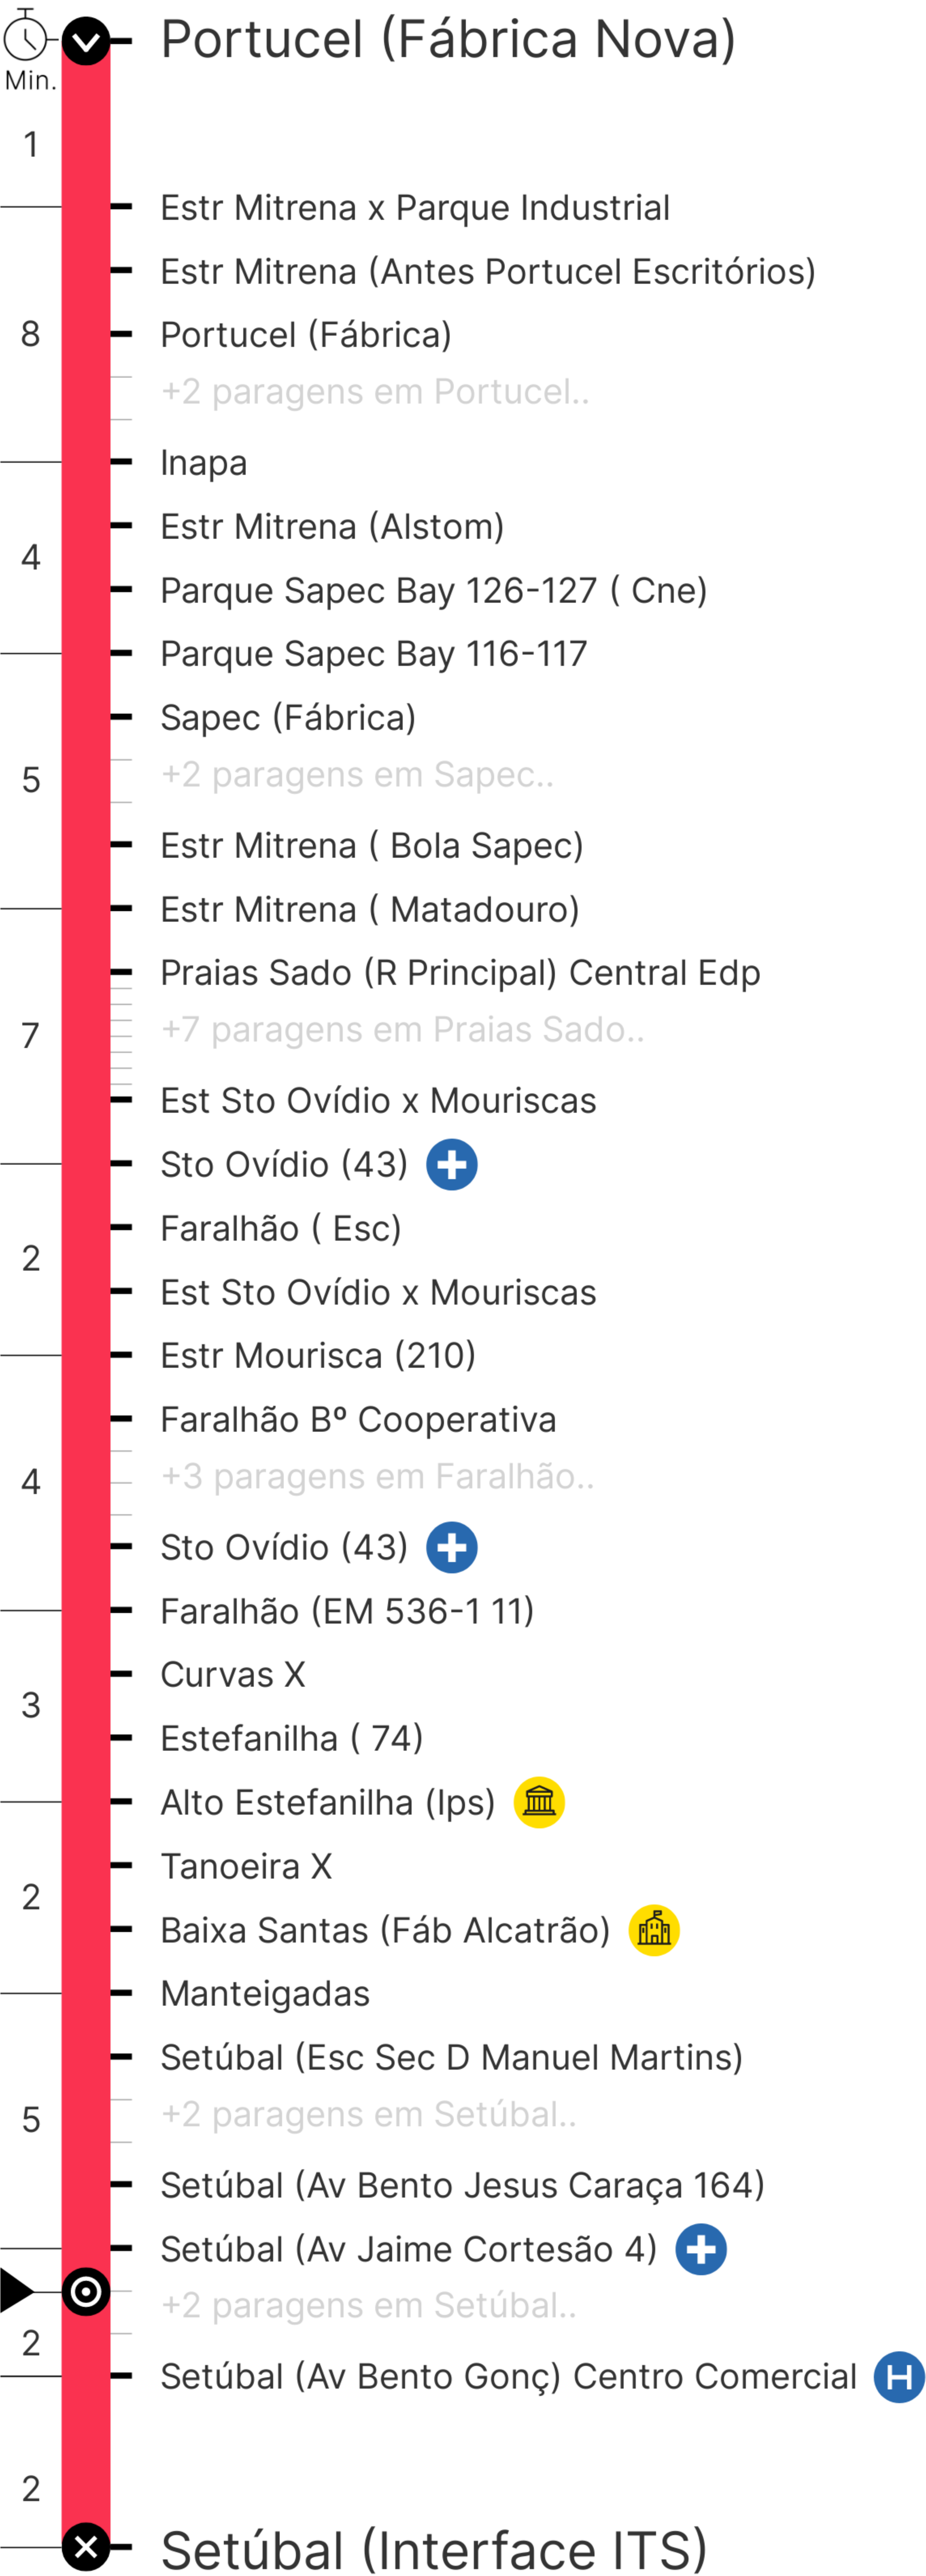 Portucel (Fábrica Nova)
Min.
1
Estr Mitrena x Parque Industrial
Estr Mitrena (Antes Portucel Escritórios)
8
Portucel (Fábrica)
+2 paragens em Portucel..
Inapa
Estr Mitrena (Alstom)
4
Parque Sapec Bay 126-127 ( Cne)
Parque Sapec Bay 116-117
Sapec (Fábrica)
+2 paragens em Sapec..
5
Estr Mitrena ( Bola Sapec)
Estr Mitrena ( Matadouro)
Praias Sado (R Principal) Central Edp
+7 paragens em Praias Sado..
7
Est Sto Ovídio x Mouriscas
Sto Ovídio (43)
Faralhão ( Esc)
2
Est Sto Ovídio x Mouriscas
Estr Mourisca (210)
Faralhão Bº Cooperativa
+3 paragens em Faralhão..
4
Sto Ovídio (43)
Faralhão (EM 536-1 11)
Curvas X
3
Estefanilha ( 74)
Alto Estefanilha (Ips)
Tanoeira X
2
Baixa Santas (Fáb Alcatrão)
Manteigadas
Setúbal (Esc Sec D Manuel Martins)
+2 paragens em Setúbal..
5
Setúbal (Av Bento Jesus Caraça 164)
Setúbal (Av Jaime Cortesão 4)
+2 paragens em Setúbal..
2
Setúbal (Av Bento Gonç) Centro Comercial H
2
Setúbal (Interface ITS)